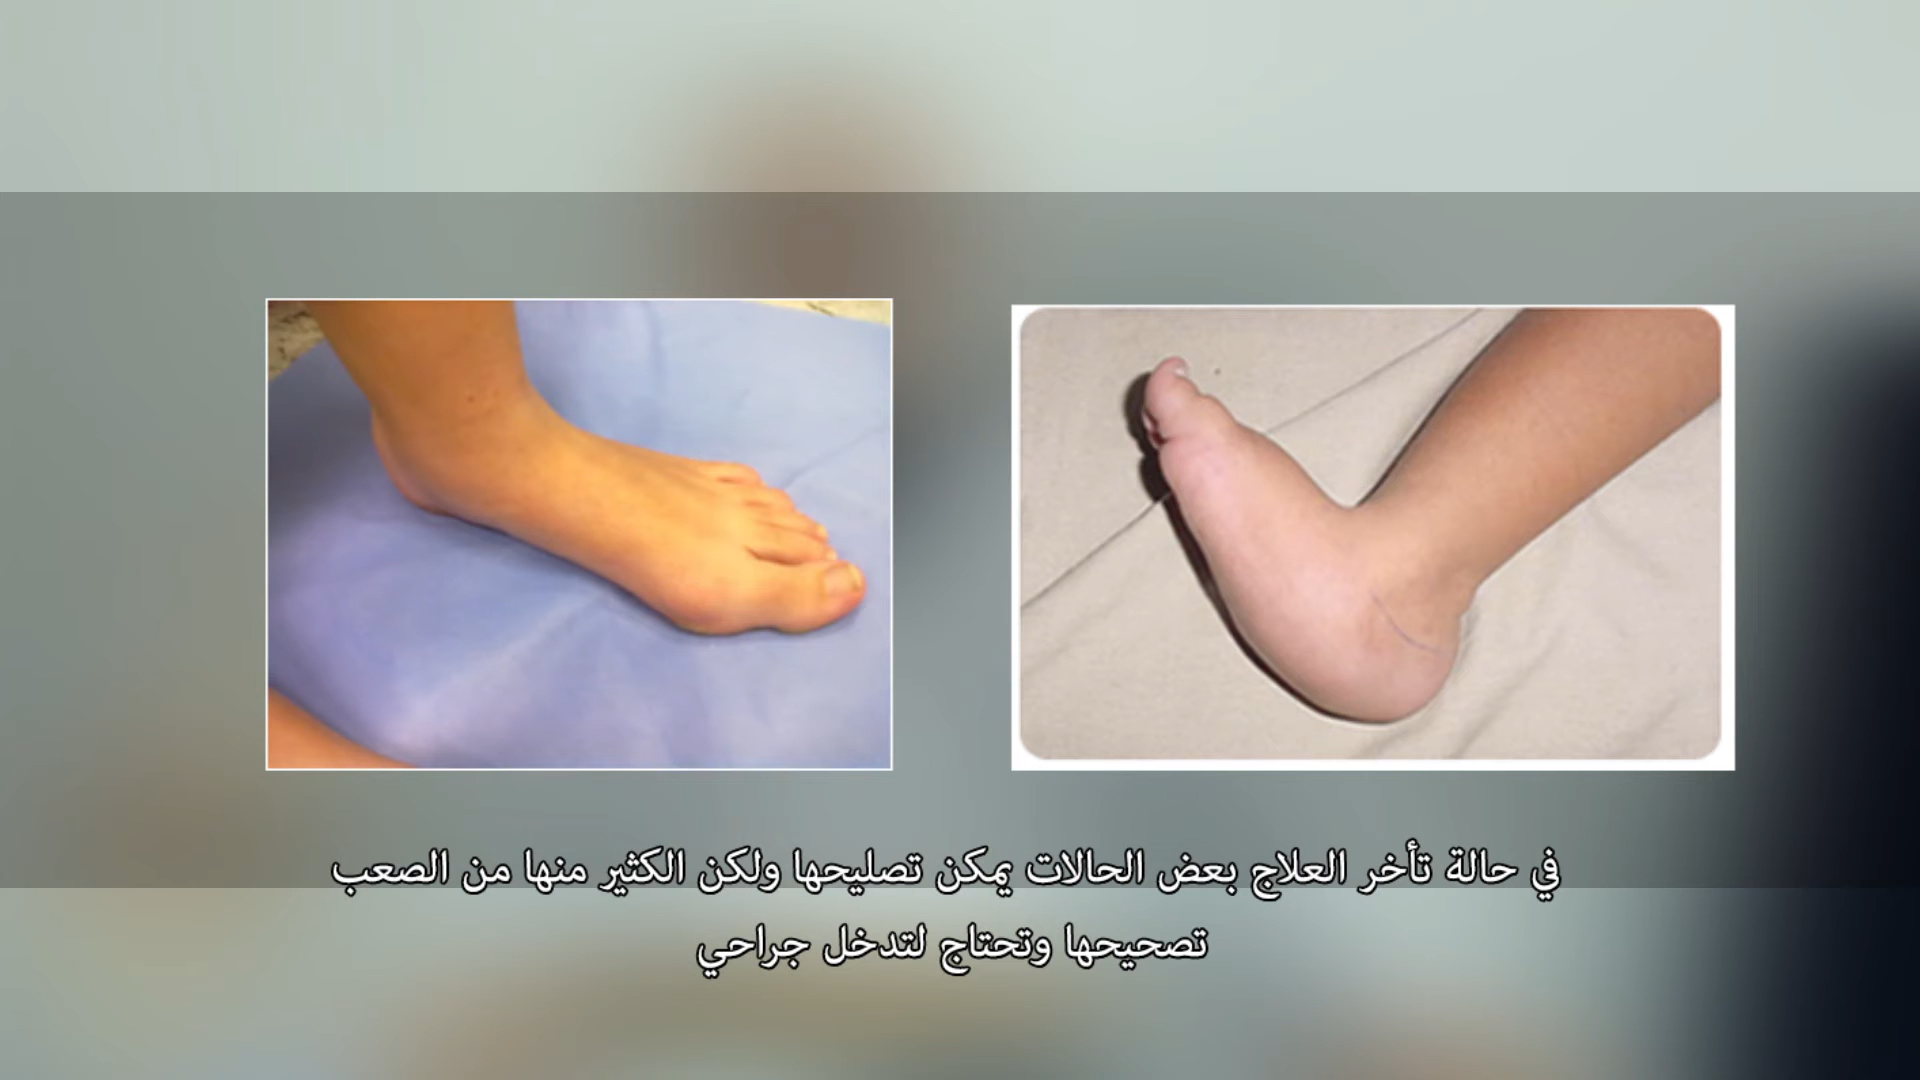 في حالة تأخر العلاج بعض الحالات يمكن تصليحها ولكن الكثير منها من الصعب
تصحيحها وتحتاج لتدخل جراحي